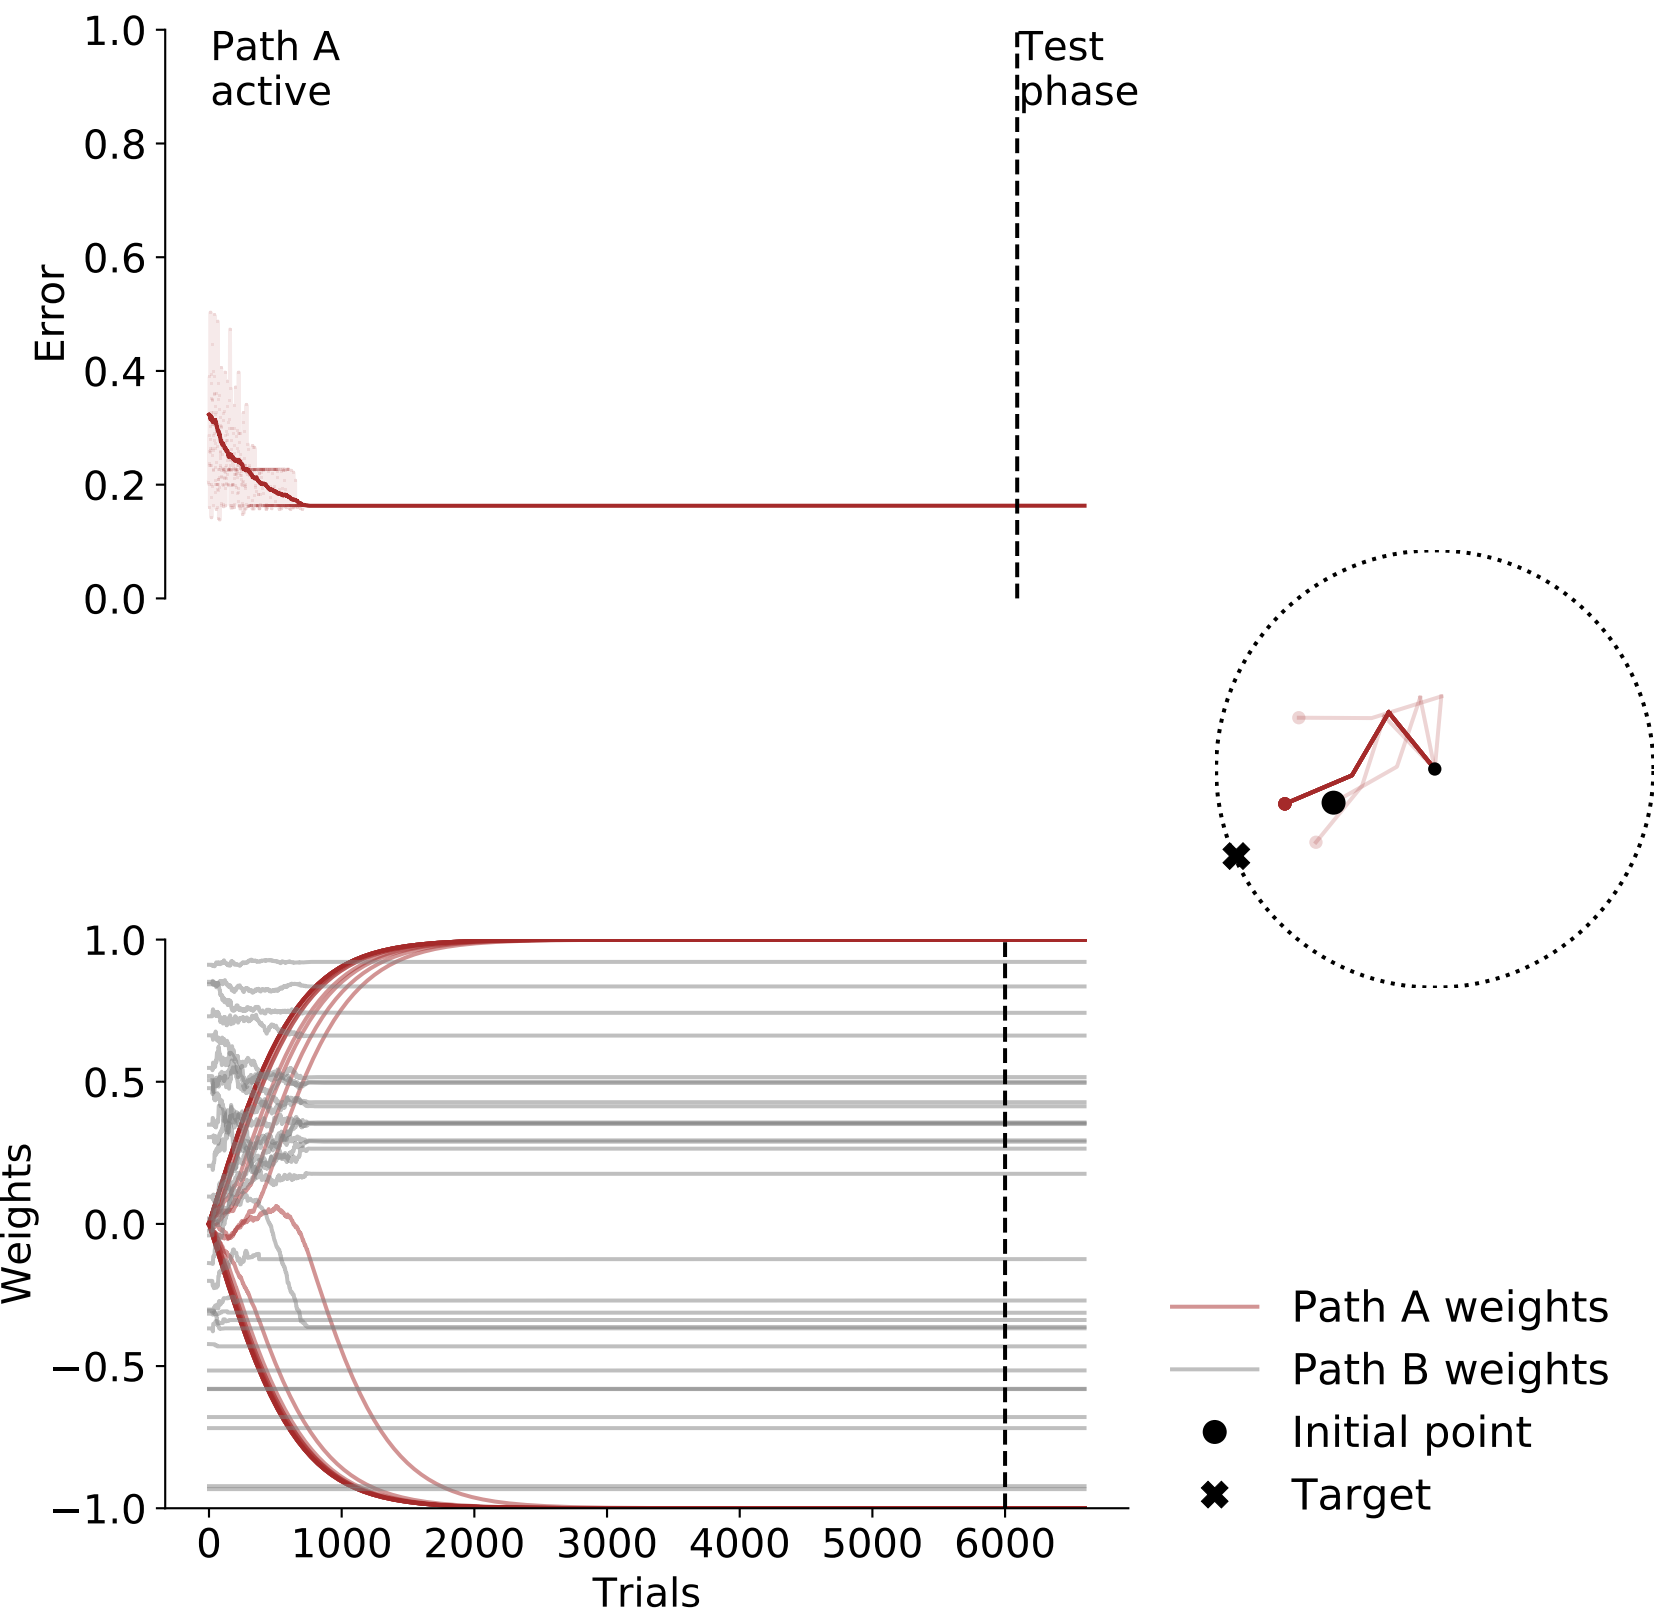 1.0
Path A
active
Test
phase
0.8
0.6
0.4
0.2
0.0
Error
1.0
0.5
0.0
−0.5
−1.0
Weights
0 1000 2000 3000 4000 5000 6000
Trials
Path A weights
Path B weights
Initial point
Target